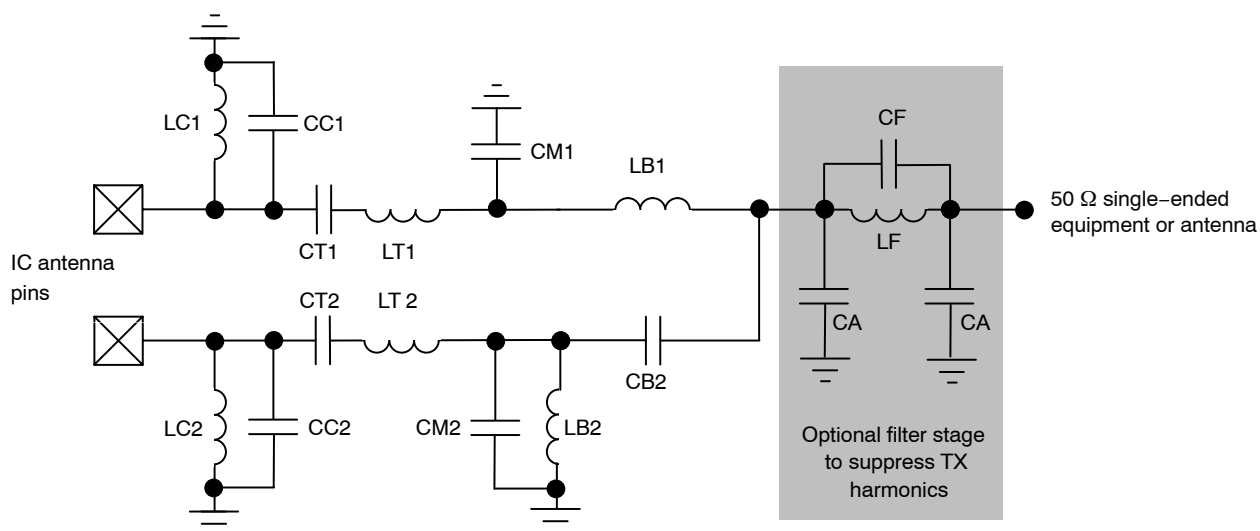 LC1
CC1
CM1
LB1
CF
50 Ω single−ended
equipment or antenna
CT1
LT1
LF
IC antenna
pins
CT2
LT 2
CA
CA
CB2
LC2
CC2
CM2
LB2
Optional filter stage
to suppress TX
harmonics